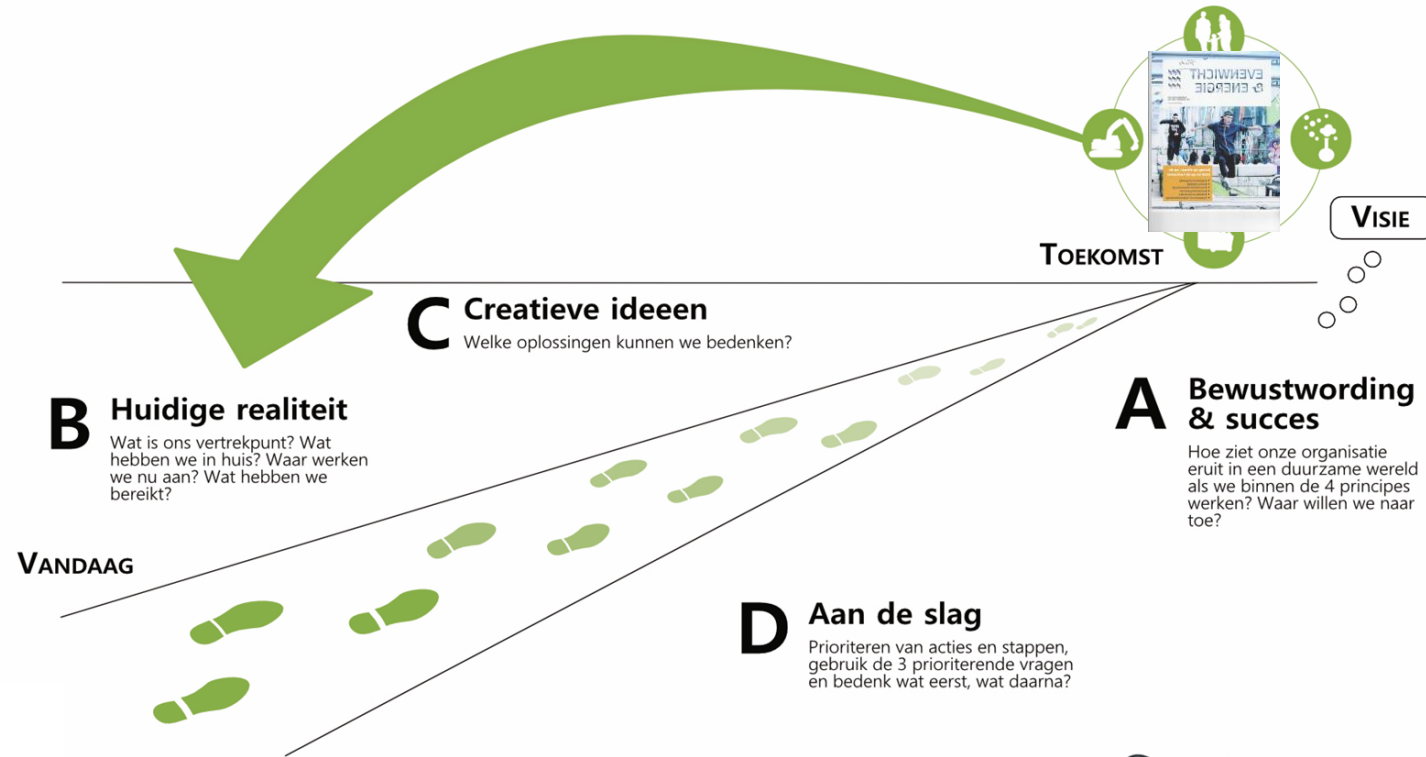 EVENWICHT
& ENERGIE
VISIE
TOEKOMST
C
Creatieve ideeen
Welke oplossingen kunnen we bedenken?
B
Huidige realiteit
Wat is ons vertrekpunt? Wat
hebben we in huis? Waar werken
we nu aan? Wat hebben we
bereikt?
A
Bewustwording
& succes
Hoe ziet onze organisatie
eruit in een duurzame wereld
als we binnen de 4 principes
werken? Waar willen we naar
toe?
VANDAAG
D
Aan de slag
Prioriteren van acties en stappen,
gebruik de 3 prioriterende vragen
en bedenk wat eerst, wat daarna?